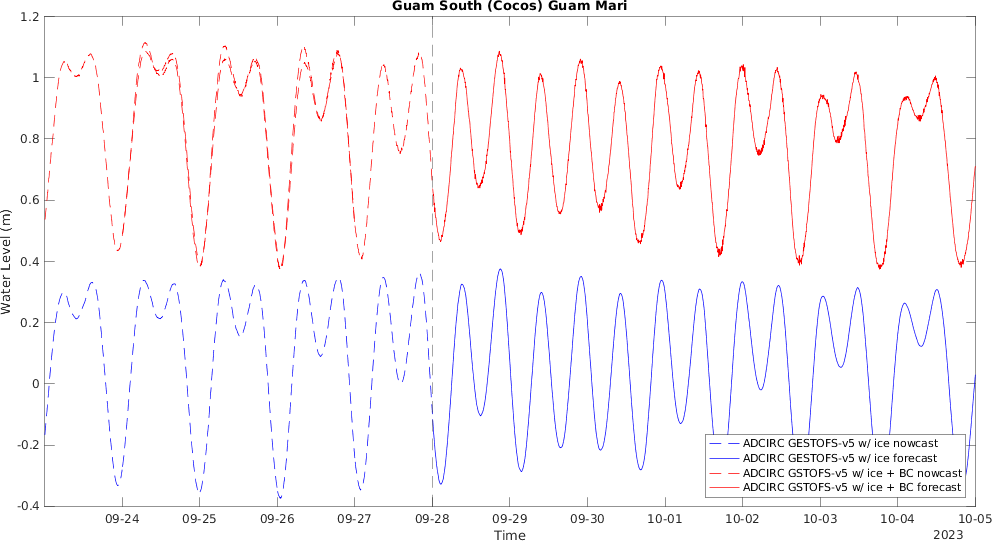 Guam South (Cocos) Guam Mari
1.2
1
0.8
0.6
0.4
0.2
0
-0.2
-0.4
Water Level (m)
ADCIRC GESTOFS-v5 w/ ice nowcast
ADCIRC GESTOFS-v5 w/ ice forecast
ADCIRC GSTOFS-v5 w/ ice + BC nowcast
ADCIRC GSTOFS-v5 w/ ice + BC forecast
09-24 09-25 09-26 09-27 09-28 09-29 09-30 10-01 10-02 10-03 10-04 10-05
Time
2023